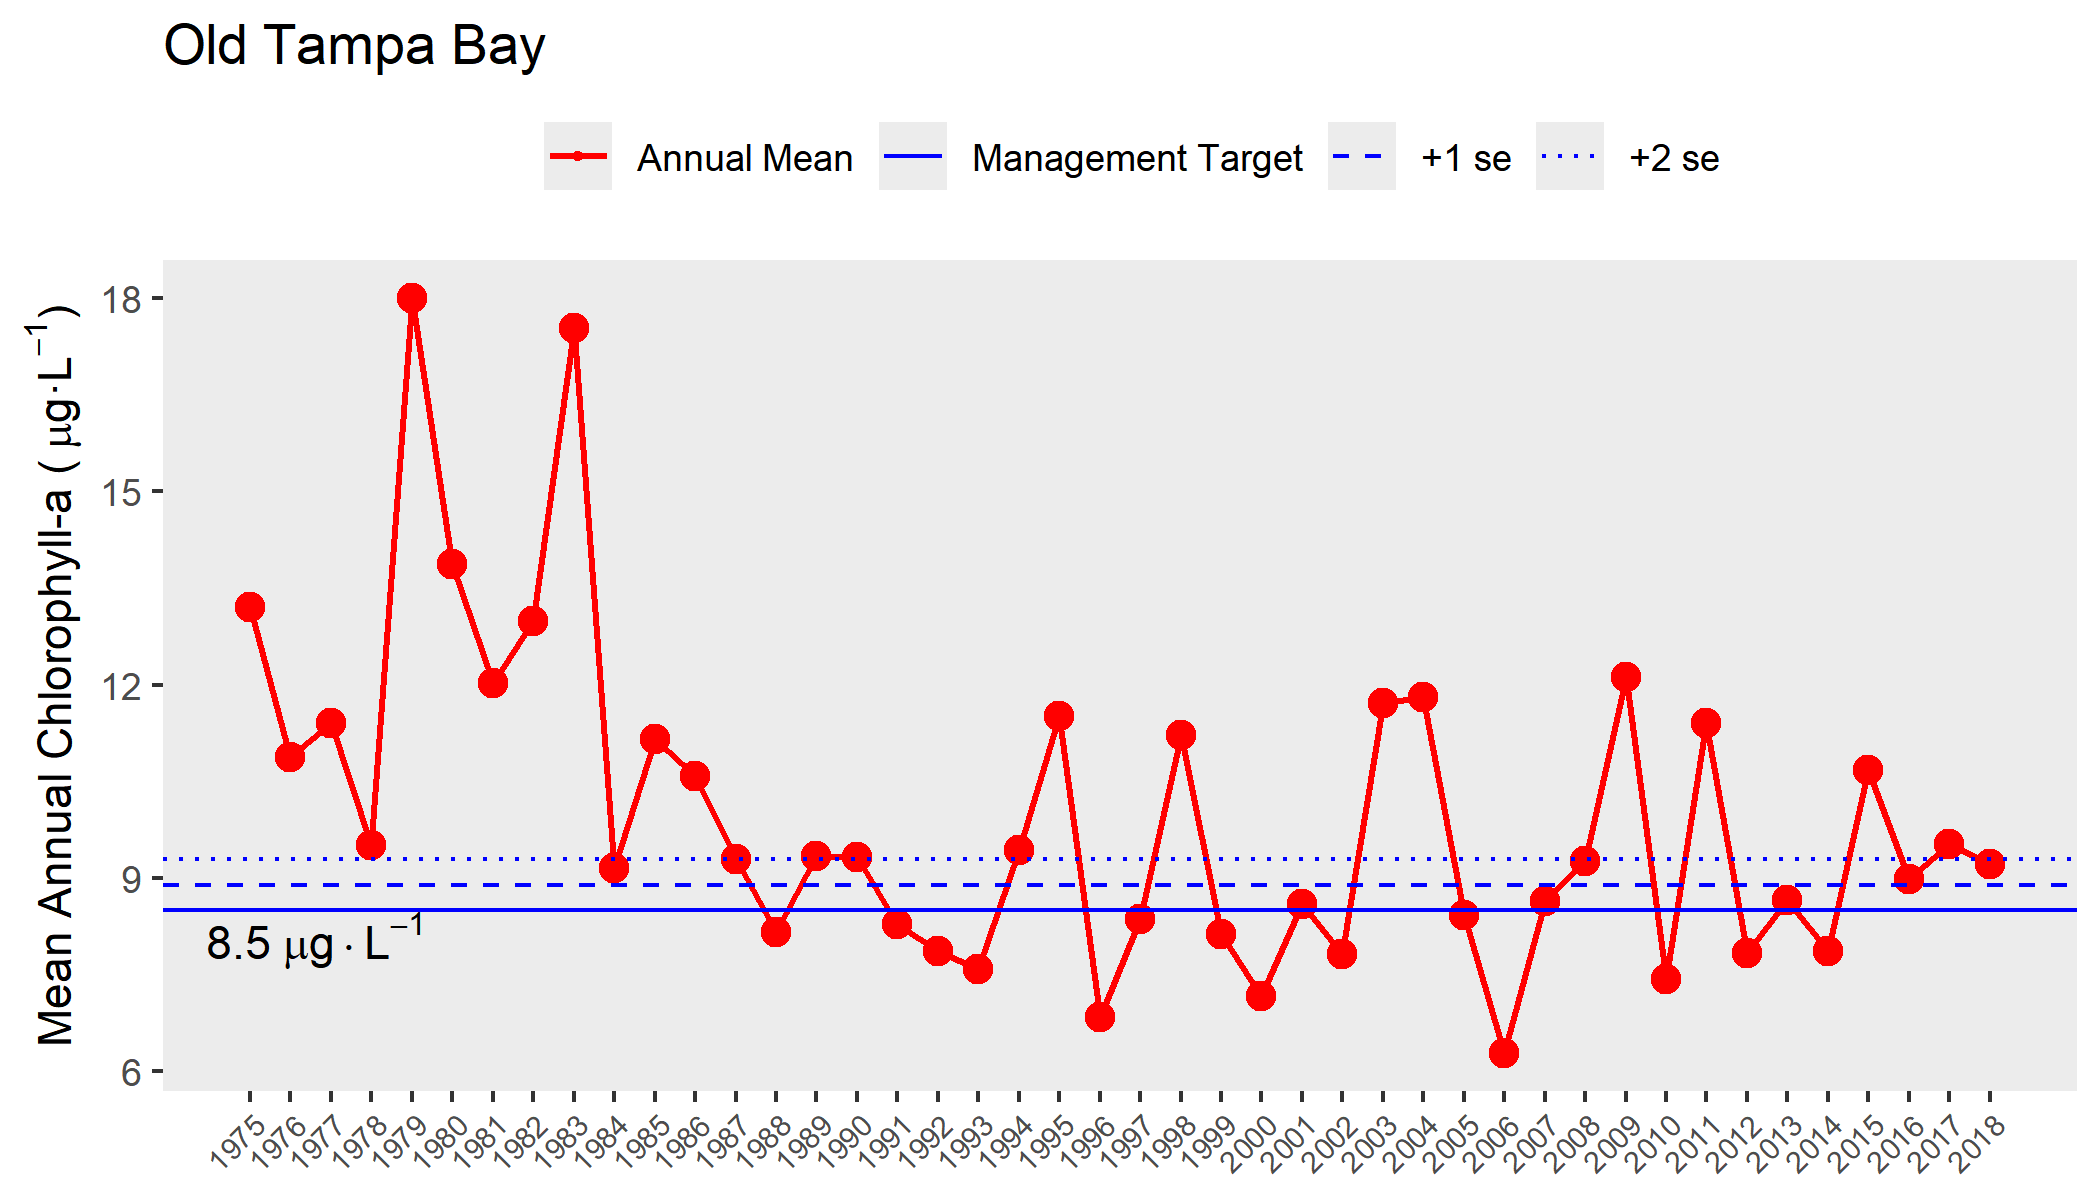 Old Tampa Bay
Annual Mean Management Target +1 se +2 se
Mean Annual Chlorophyll-a ( μg·L⁻¹)
18
15
12
9
6
8.5 μg · L⁻¹
1975 1976 1977 1978 1979 1980 1981 1982 1983 1984 1985 1986 1987 1988 1989 1990 1991 1992 1993 1994 1995 1996 1997 1998 1999 2000 2001 2002 2003 2004 2005 2006 2007 2008 2009 2010 2011 2012 2013 2014 2015 2016 2017 2018